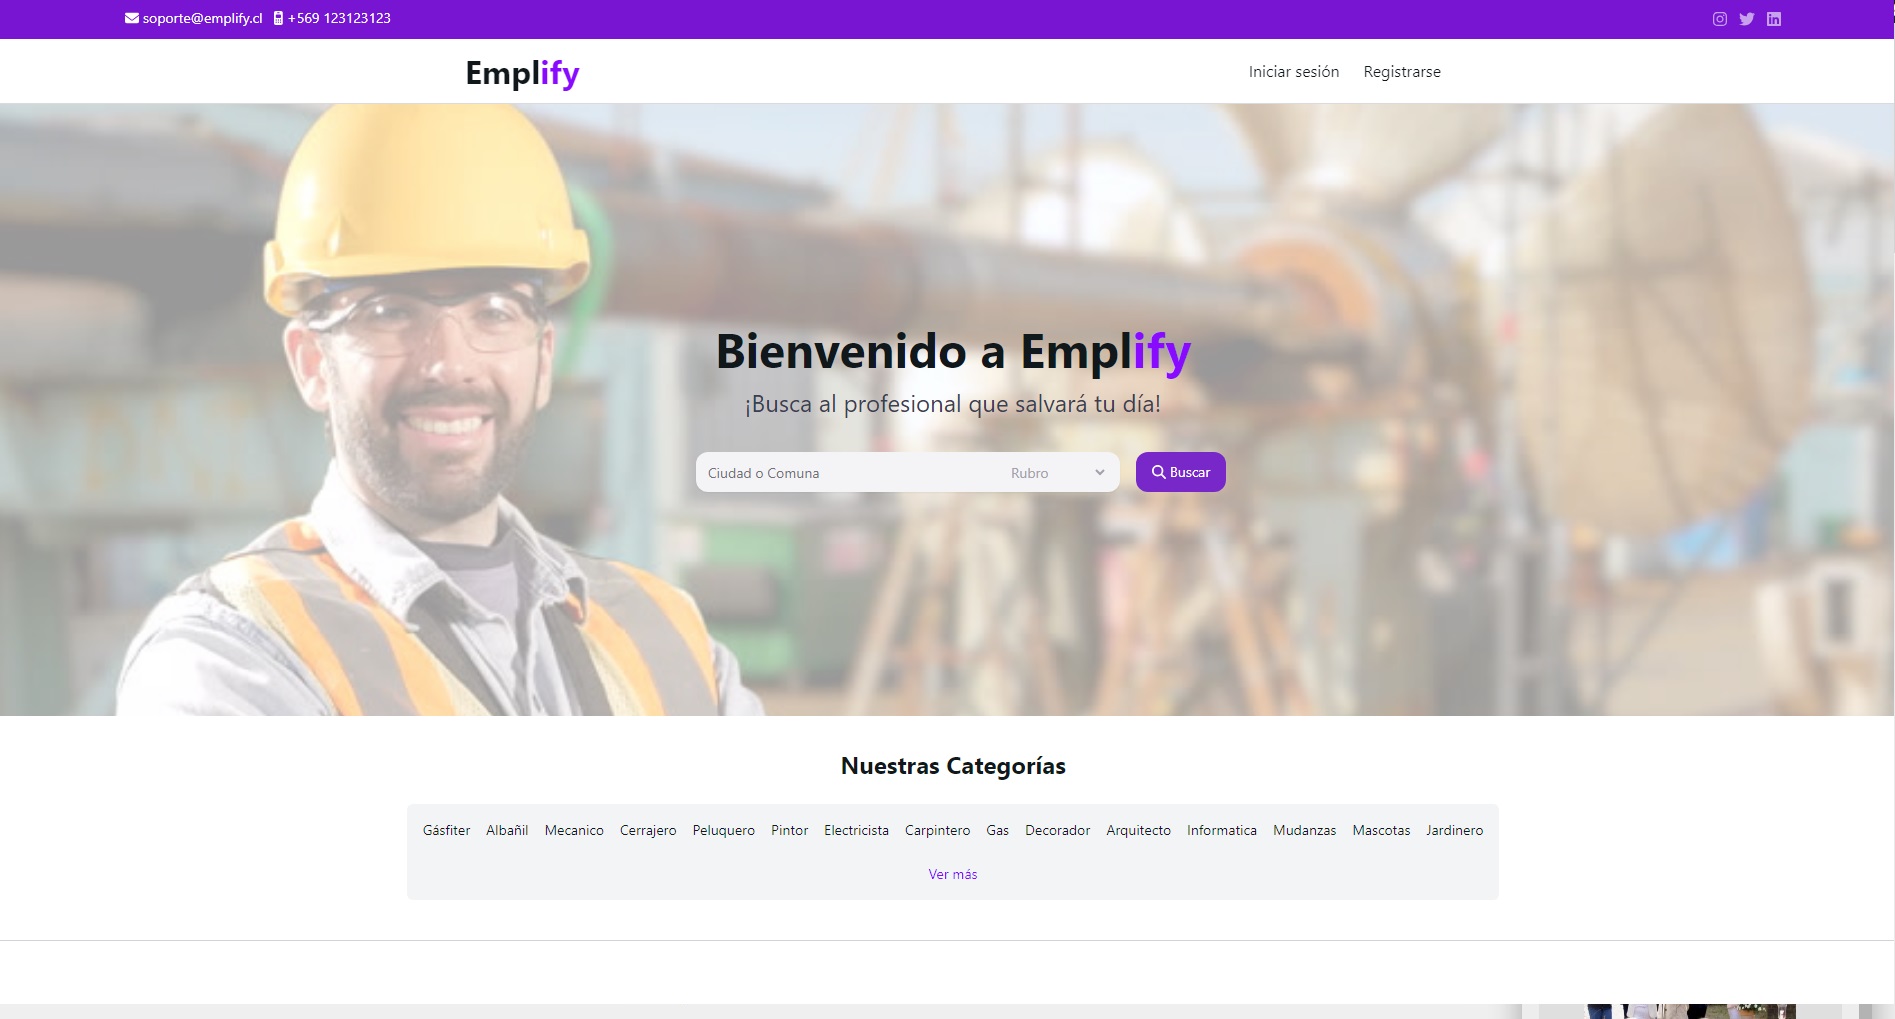 soporte@emplify.cl +569 123123123
Emplify
Iniciar sesión Registrarse
Bienvenido a Emplify
¡Busca al profesional que salvará tu día!
Ciudad o Comuna Rubro Buscar
Nuestras Categorías
Gásfiter Albañil Mecanico Cerrajero Peluquero Pintor Electricista Carpintero Gas Decorador Arquitecto Informatica Mudanzas Mascotas Jardinero
Ver más